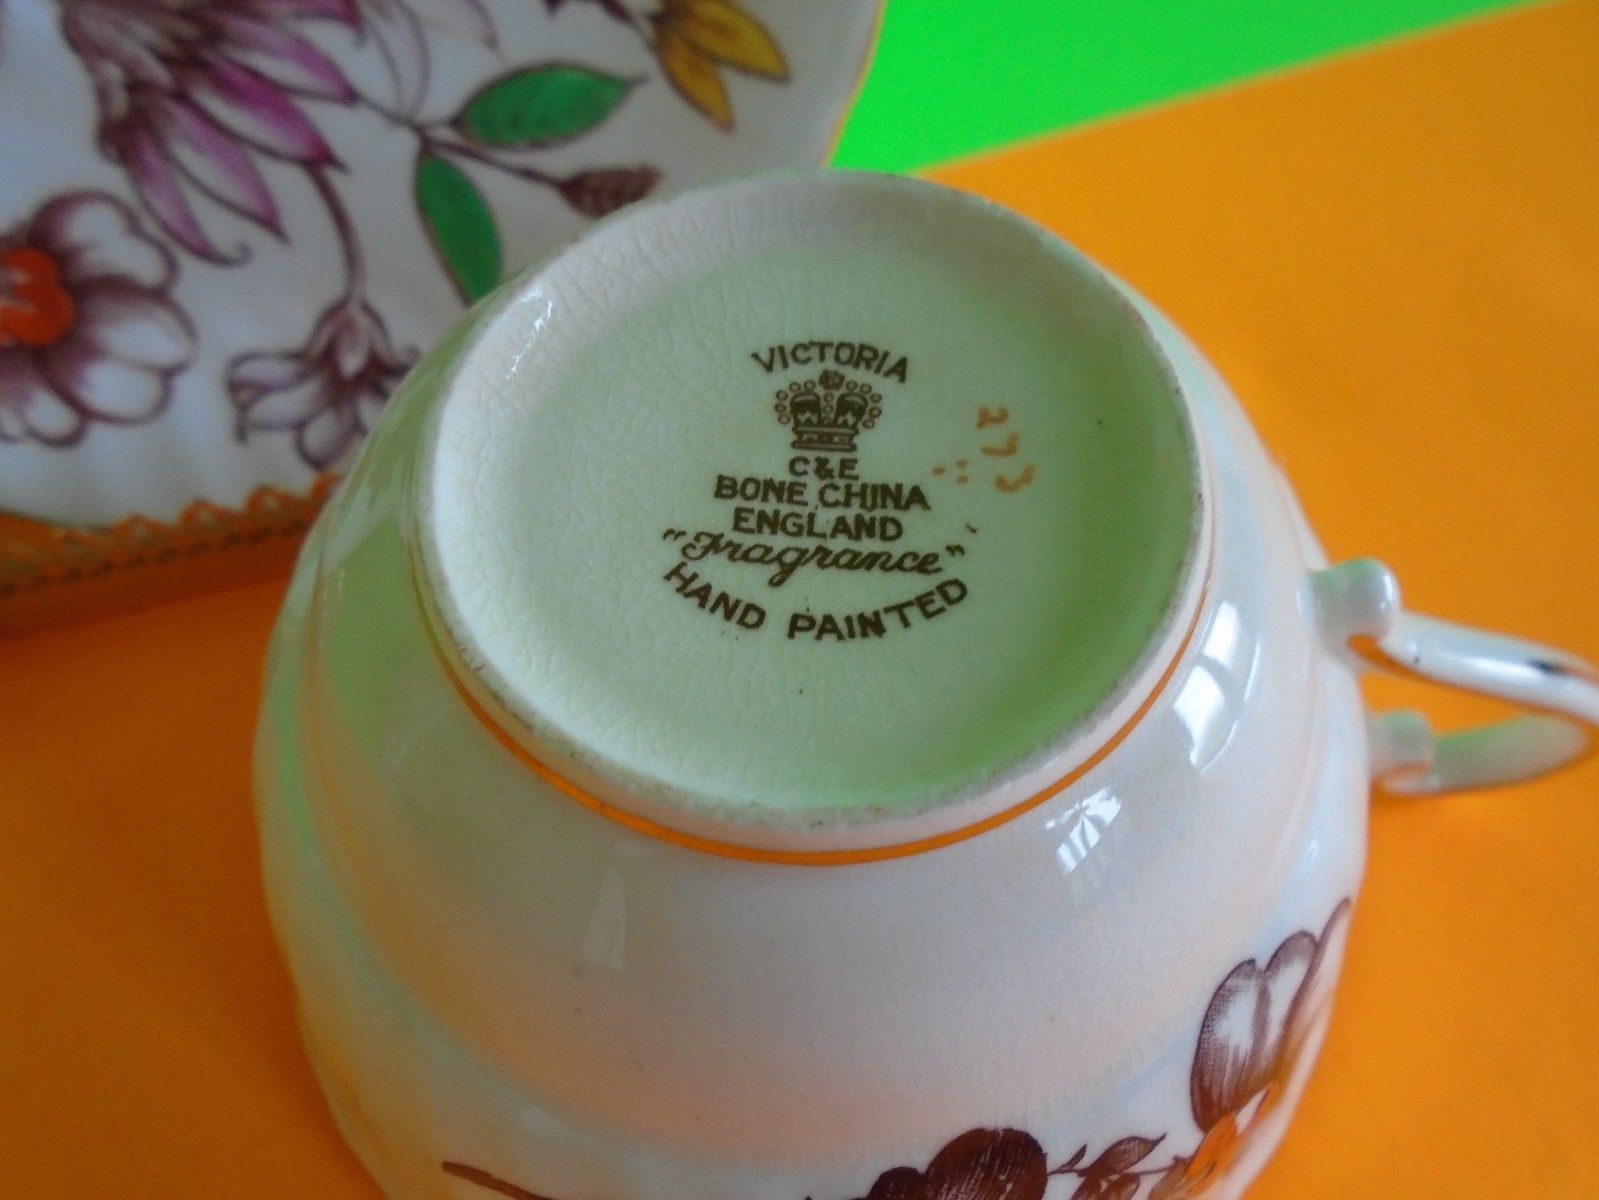 VICTORIA
C&E
BONE CHINA
ENGLAND
"Fragrance"
HAND PAINTED